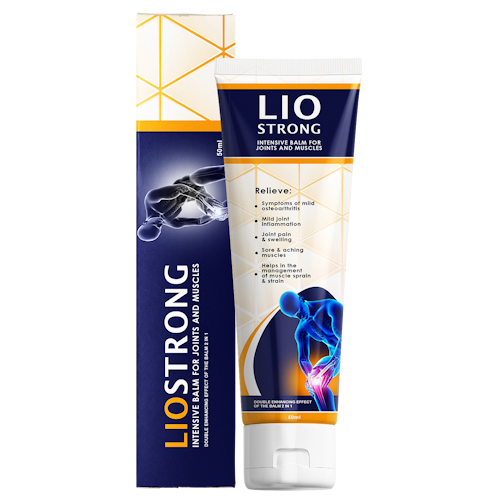 50ml
LIOSTRONG
INTENSIVE BALM FOR JOINTS AND MUSCLES
DOUBLE ENHANCING EFFECT OF THE BALM 2 IN 1
LIO
STRONG
INTENSIVE BALM FOR
JOINTS AND MUSCLES
Relieve:
• Symptoms of mild
osteoarthritis
• Mild joint
inflammation
• Joint pain
& swelling
• Sore & aching
muscles
• Helps in the
management
of muscle sprain
& strain
DOUBLE ENHANCING EFFECT
OF THE BALM 2 IN 1
50ml